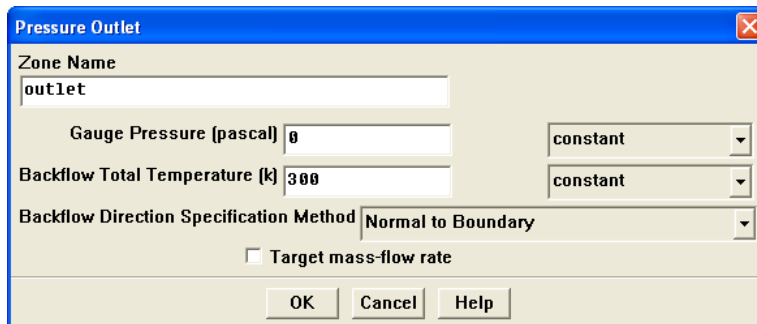 Pressure Outlet
Zone Name
outlet
Gauge Pressure (pascal) 0 constant
Backflow Total Temperature (k) 300 constant
Backflow Direction Specification Method Normal to Boundary
Target mass-flow rate
OK Cancel Help